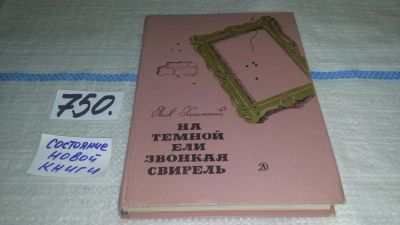 750.
состояние
новой
книги
Яков Хелемский
НА
ТЕМНОЙ
ЕЛИ
ЗВОНКАЯ
СВИРЕЛЬ